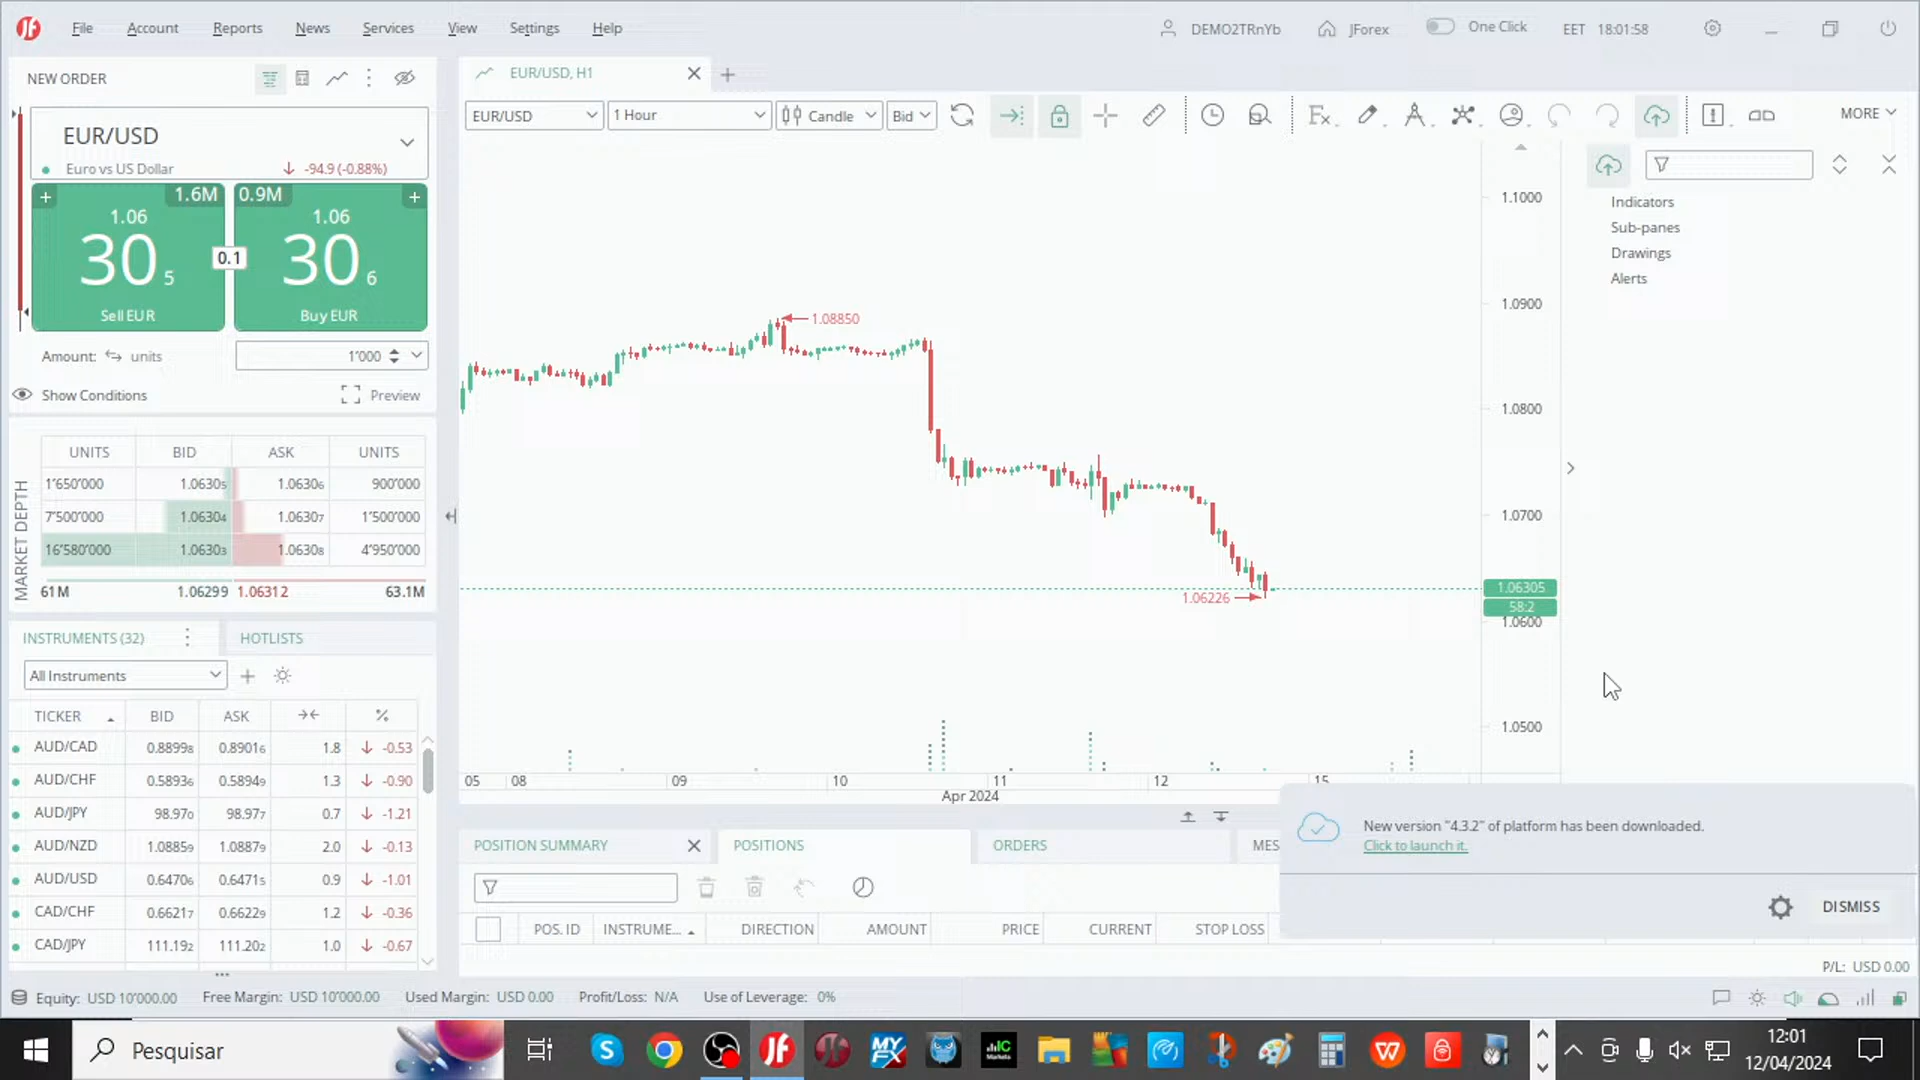 File Account Reports News Services View Settings Help
DEMO2TRnYb JForex One Click EET 18:01:58
NEW ORDER
EUR/USD
Euro vs US Dollar -94.9 (-0.88%)
1.6M 0.9M
1.06 1.06
30 5 0.1 30 6
Sell EUR Buy EUR
Amount: units 1'000
Show Conditions Preview
MARKET DEPTH
UNITS BID ASK UNITS
1'650'000 1.06305 1.06306 900'000
7'500'000 1.06304 1.06307 1'500'000
16'580'000 1.06303 1.06308 4'950'000
61M 1.06299 1.06312 63.1M
INSTRUMENTS (32) HOTLISTS
All Instruments
TICKER BID ASK %
AUD/CAD 0.88998 0.89016 1.8 -0.53
AUD/CHF 0.58936 0.58949 1.3 -0.90
AUD/JPY 98.970 98.977 0.7 -1.21
AUD/NZD 1.08859 1.08879 2.0 -0.13
AUD/USD 0.64706 0.64715 0.9 -1.01
CAD/CHF 0.66217 0.66229 1.2 -0.36
CAD/JPY 111.192 111.202 1.0 -0.67
EUR/USD, H1
EUR/USD 1 Hour Candle Bid MORE
Indicators
Sub-panes
Drawings
Alerts
1.1000
1.0900
1.08850
1.0800
1.0700
1.06305
58:2
1.06226
1.0600
1.0500
05 08 09 10 11 12 15
Apr 2024
POSITION SUMMARY POSITIONS ORDERS MES
POS. ID INSTRUME... DIRECTION AMOUNT PRICE CURRENT STOP LOSS
New version "4.3.2" of platform has been downloaded.
Click to launch it.
DISMISS
P/L: USD 0.00
Equity: USD 10'000.00 Free Margin: USD 10'000.00 Used Margin: USD 0.00 Profit/Loss: N/A Use of Leverage: 0%
Pesquisar
MYFX
IC
Markets
12:01
12/04/2024